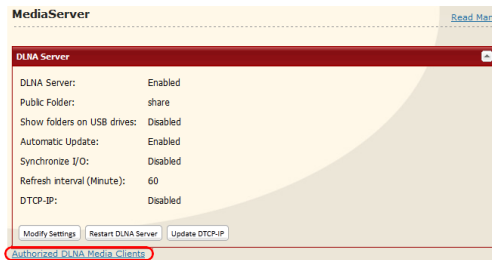 MediaServer
Read Man
DLNA Server
DLNA Server: Enabled
Public Folder: share
Show folders on USB drives: Disabled
Automatic Update: Enabled
Synchronize I/O: Disabled
Refresh interval (Minute): 60
DTCP-IP: Disabled
Modify Settings Restart DLNA Server Update DTCP-IP
Authorized DLNA Media Clients